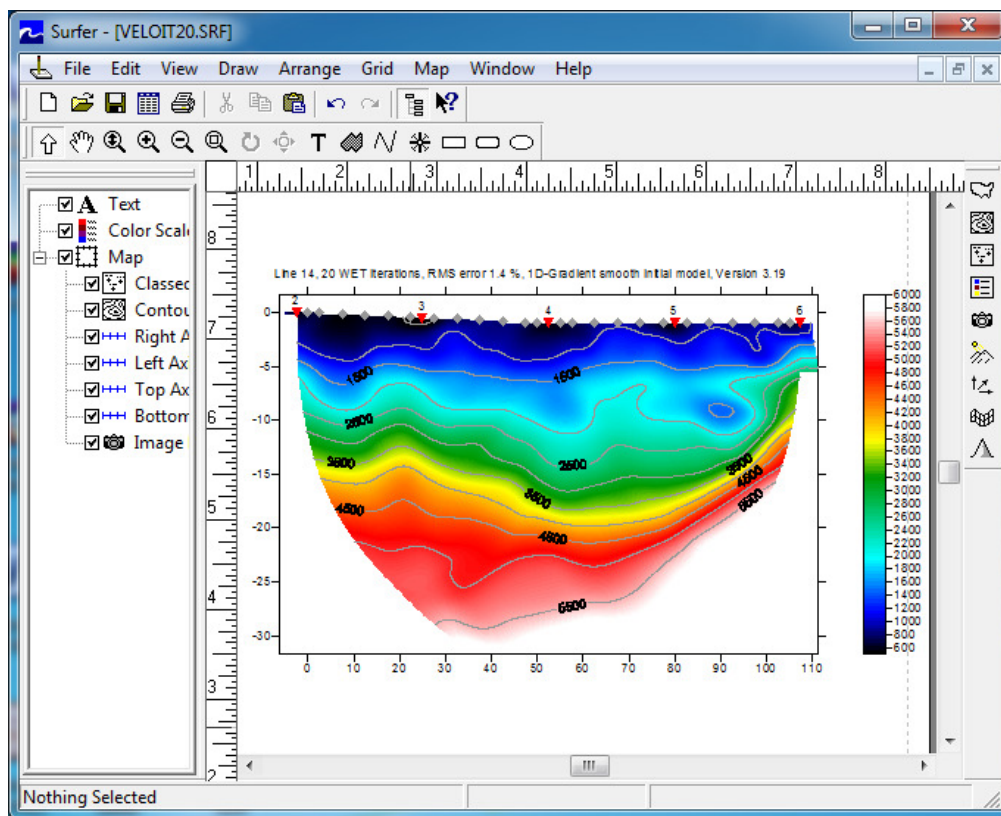 Surfer - [VELOIT20.SRF]
File Edit View Draw Arrange Grid Map Window Help
T
1 2 3 4 5 6 7 8
A Text
Color Scal
Map
Classed
Contou
Right A
Left Ax
Top Ax
Bottom
Image
8
7
6
5
4
3
2
Line 14, 20 WET iterations, RMS error 1.4 %, 1D-Gradient smooth initial model, Version 3.19
2 3 4 5 6
0
-5
-10
-15
-20
-25
-30
0 10 20 30 40 50 60 70 80 90 100 110
1500 1500
2500 2500
3500 3500 3500
4500 4500 4500
5500 5500
6000
5800
5600
5400
5200
5000
4800
4600
4400
4200
4000
3800
3600
3400
3200
3000
2800
2600
2400
2200
2000
1800
1600
1400
1200
1000
800
600
Nothing Selected